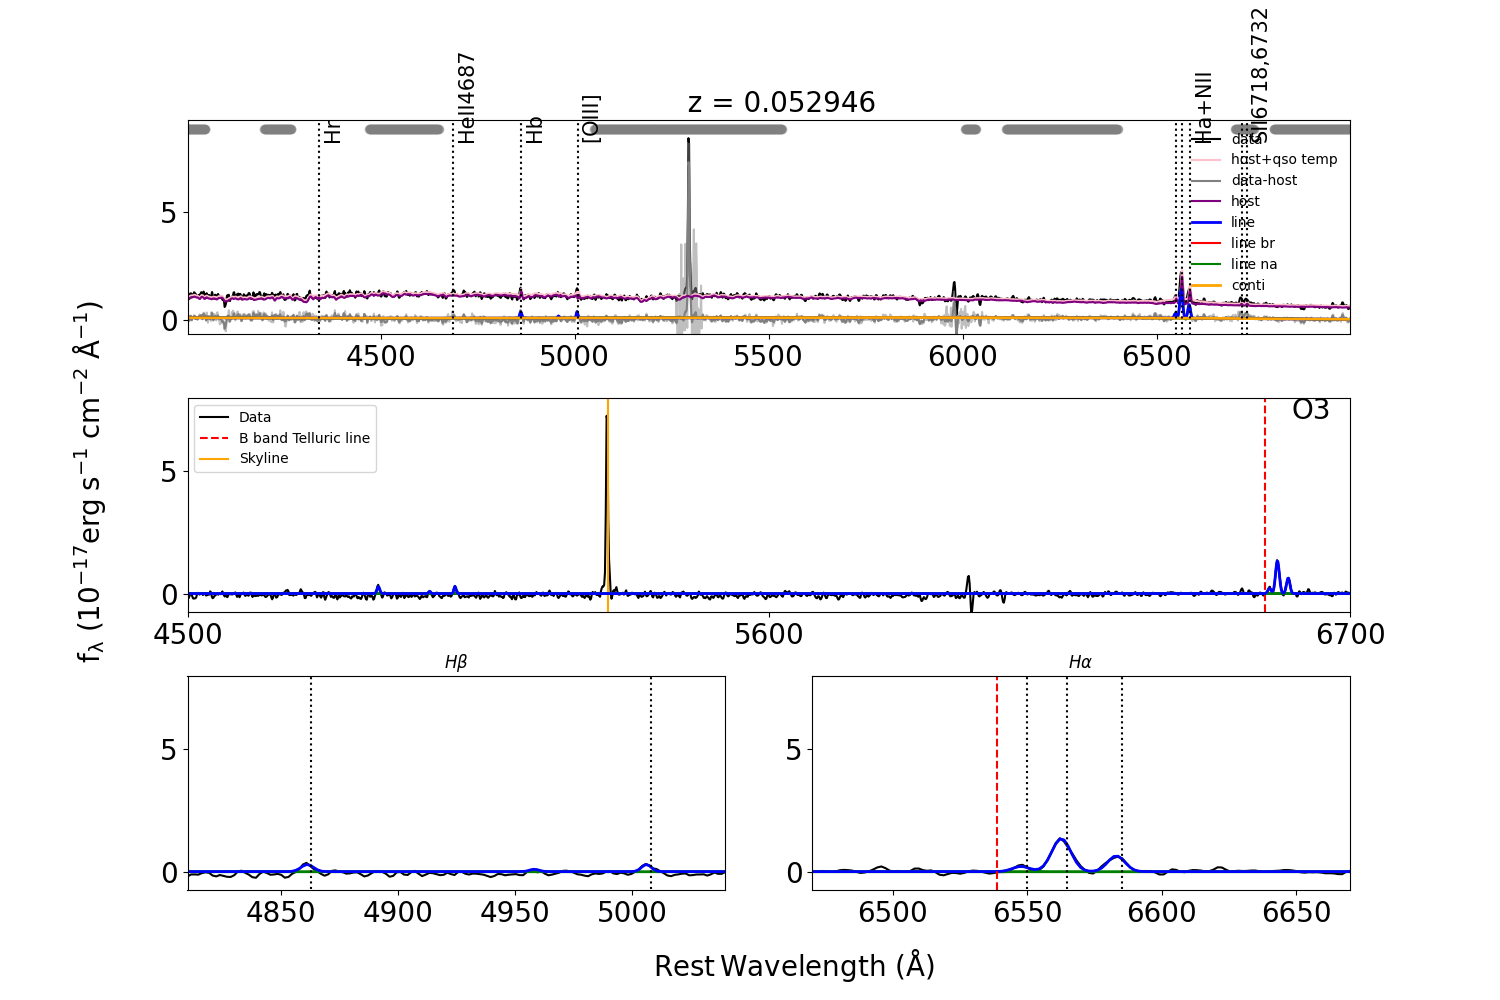 z = 0.052946
Hr
HeII4687
Hb
[OIII]
Ha+NII
SII6718,6732
data
host+qso temp
data-host
host
line
line br
line na
conti
5
0
4500
5000
5500
6000
6500
Data
B band Telluric line
Skyline
O3
5
0
4500
5600
6700
fλ (10⁻¹⁷erg s⁻¹ cm⁻² Å⁻¹)
Hβ
5
0
4850
4900
4950
5000
Hα
5
0
6500
6550
6600
6650
Rest Wavelength (Å)